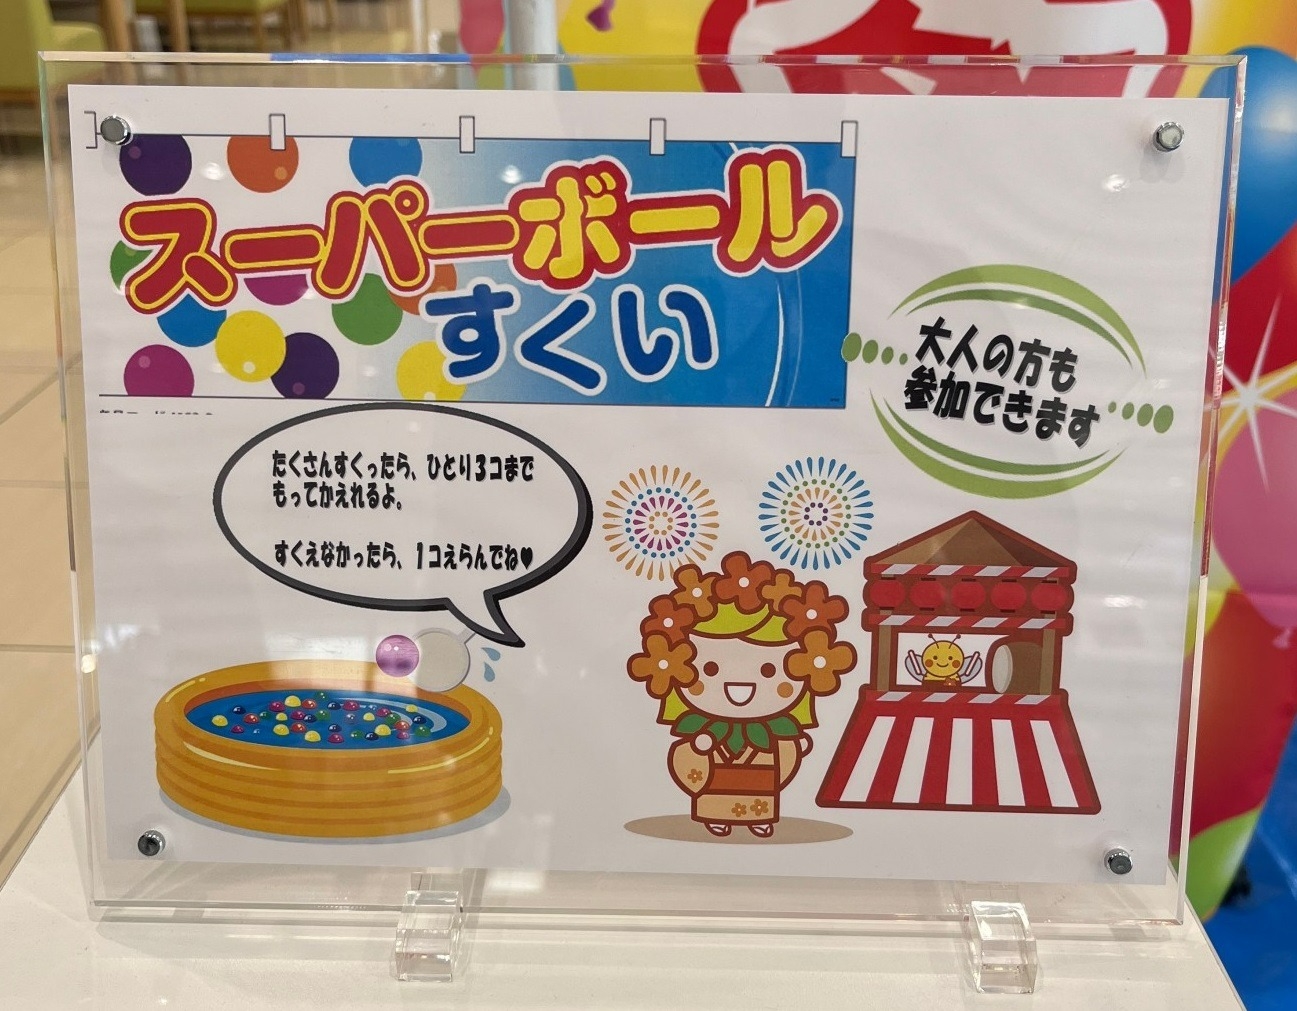 スーパーボール
すくい
大人の方も
参加できます
たくさんすくったら、ひとり3コまで
もってかえれるよ。
すくえなかったら、1コえらんでね♥